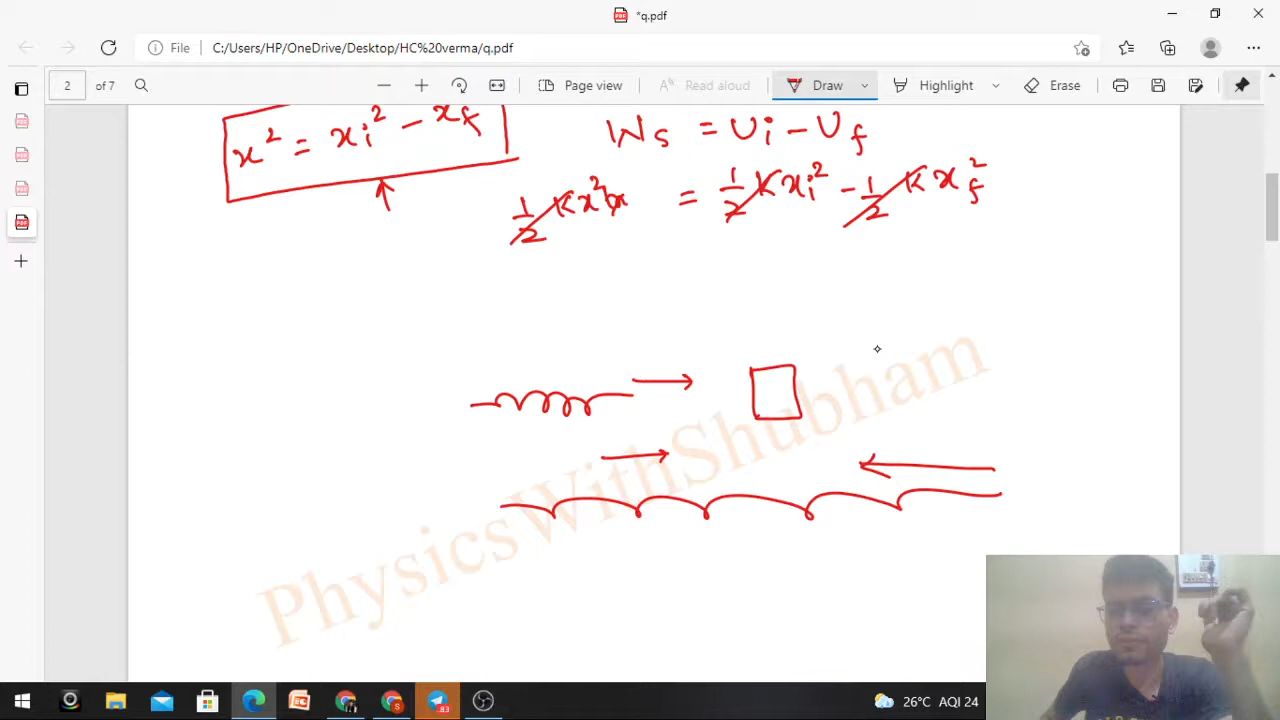 *q.pdf
File C:/Users/HP/OneDrive/Desktop/HC%20verma/q.pdf
2 of 7 Page view Read aloud Draw Highlight Erase
x² = xi² - xf
Ws = Ui - Uf
1/2 Kx² = 1/2 Kxi² - 1/2 Kxf²
PhysicsWithShubham
83
26°C AQI 24